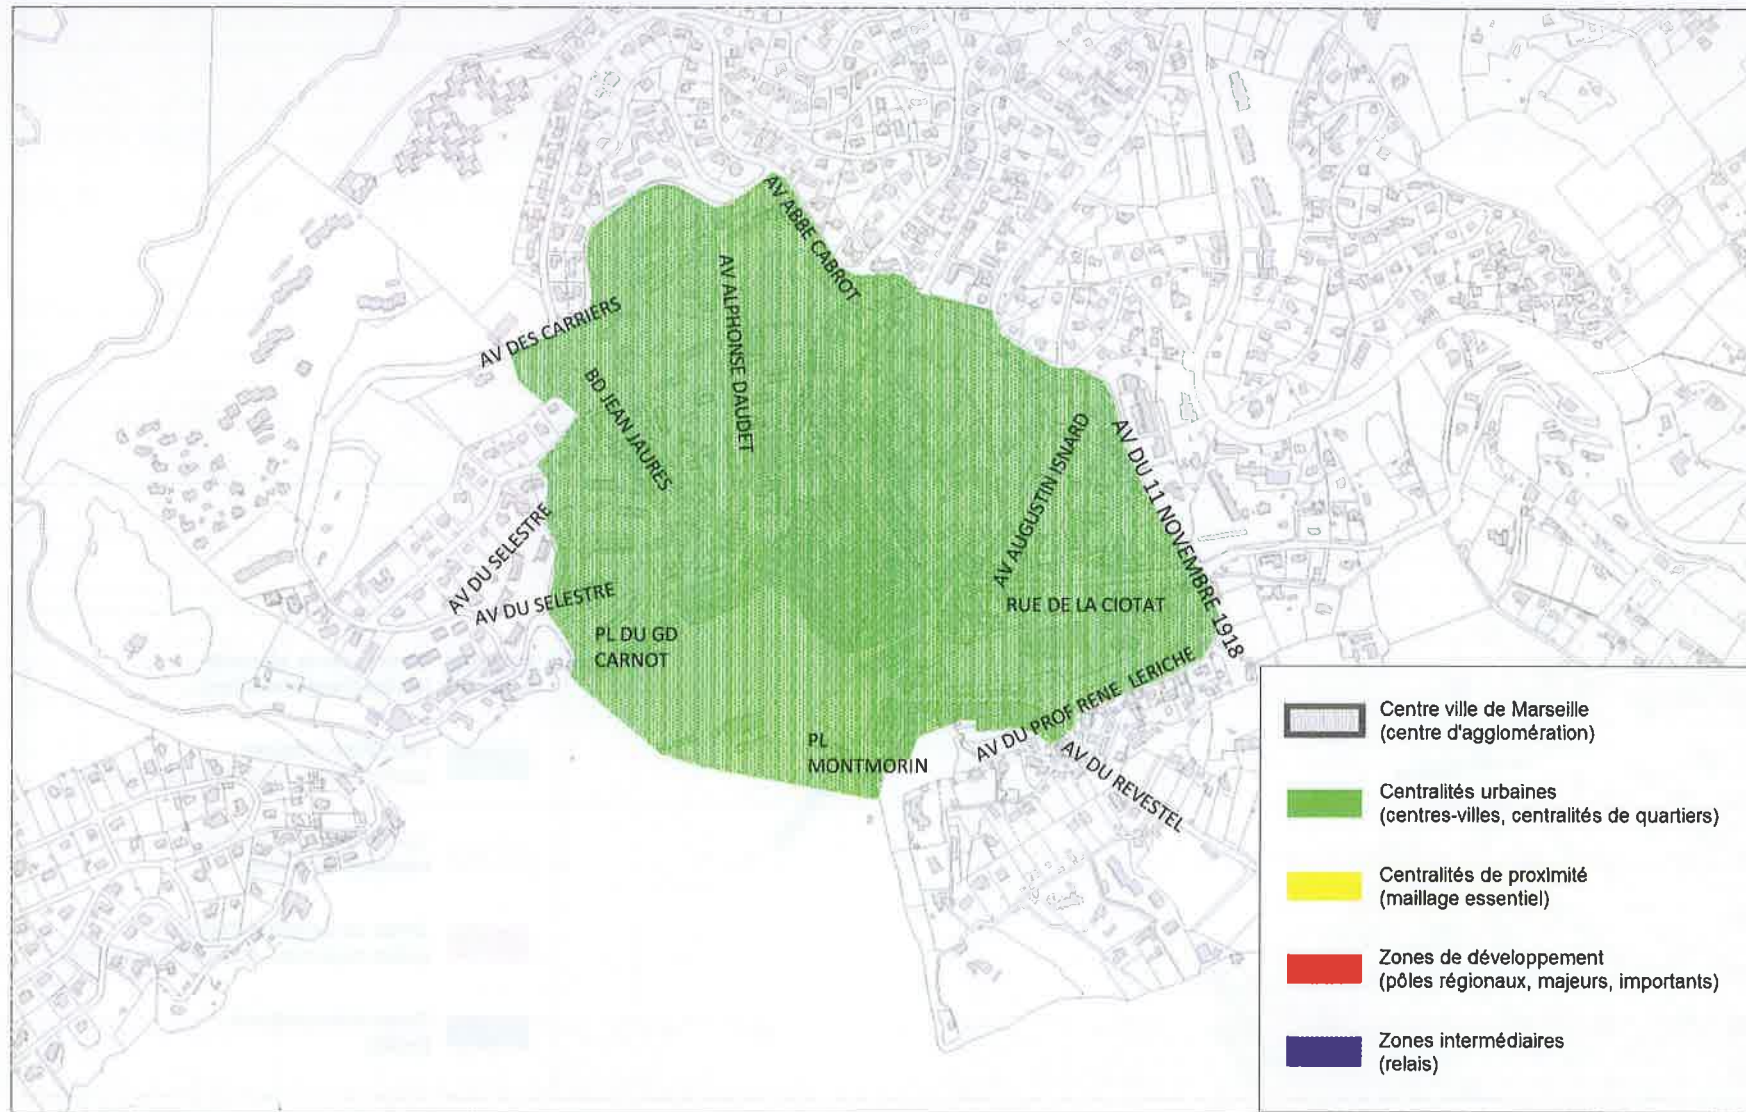 AV ABBE CABROT
AV ALPHONSE DAUDET
AV DES CARRIERS
BD JEAN JAURES
AV AUGUSTIN ISNARD
AV DU 11 NOVEMBRE 1918
AV DU SELESTRE
AV DU SELESTRE
RUE DE LA CIOTAT
PL DU GD
CARNOT
AV DU PROF RENE LERICHE
PL
MONTMORIN
AV DU REVESTEL
Centre ville de Marseille
(centre d'agglomération)
Centralités urbaines
(centres-villes, centralités de quartiers)
Centralités de proximité
(maillage essentiel)
Zones de développement
(pôles régionaux, majeurs, importants)
Zones intermédiaires
(relais)